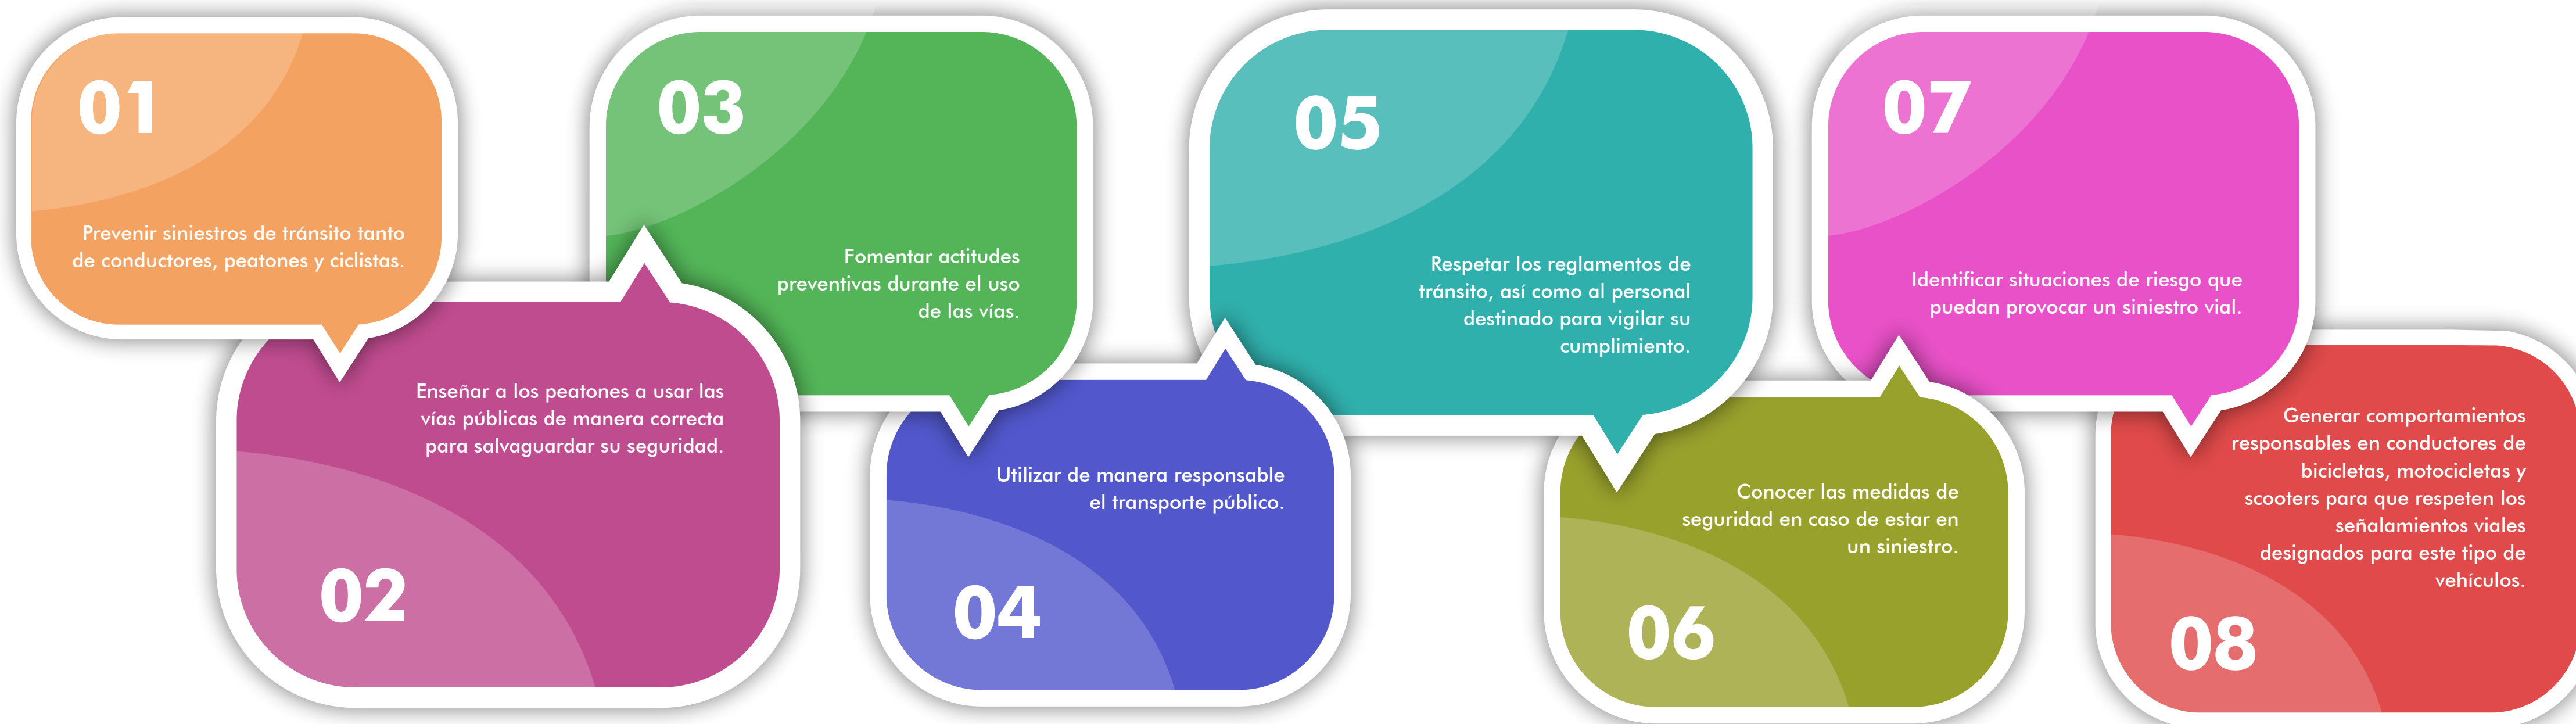 01
Prevenir siniestros de tránsito tanto
de conductores, peatones y ciclistas.
Enseñar a los peatones a usar las
vías públicas de manera correcta
para salvaguardar su seguridad.
02
03
Fomentar actitudes
preventivas durante el uso
de las vías.
Utilizar de manera responsable
el transporte público.
04
05
Respetar los reglamentos de
tránsito, así como al personal
destinado para vigilar su
cumplimiento.
Conocer las medidas de
seguridad en caso de estar en
un siniestro.
06
07
Identificar situaciones de riesgo que
puedan provocar un siniestro vial.
Generar comportamientos
responsables en conductores de
bicicletas, motocicletas y
scooters para que respeten los
señalamientos viales
designados para este tipo de
vehículos.
08